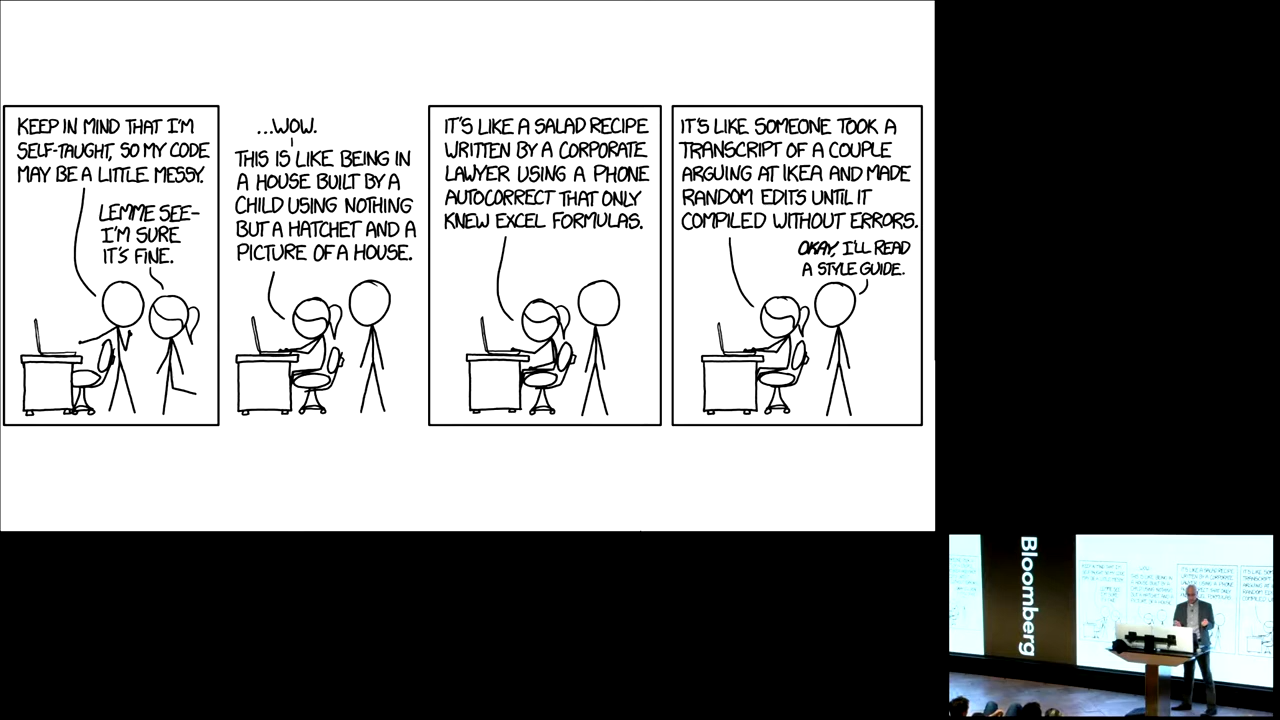 KEEP IN MIND THAT I'M
SELF-TAUGHT, SO MY CODE
MAY BE A LITTLE MESSY.
LEMME SEE-
I'M SURE
IT'S FINE.
...WOW.
THIS IS LIKE BEING IN
A HOUSE BUILT BY A
CHILD USING NOTHING
BUT A HATCHET AND A
PICTURE OF A HOUSE.
IT'S LIKE A SALAD RECIPE
WRITTEN BY A CORPORATE
LAWYER USING A PHONE
AUTOCORRECT THAT ONLY
KNEW EXCEL FORMULAS.
IT'S LIKE SOMEONE TOOK A
TRANSCRIPT OF A COUPLE
ARGUING AT IKEA AND MADE
RANDOM EDITS UNTIL IT
COMPILED WITHOUT ERRORS.
OKAY, I'LL READ
A STYLE GUIDE.
Bloomberg